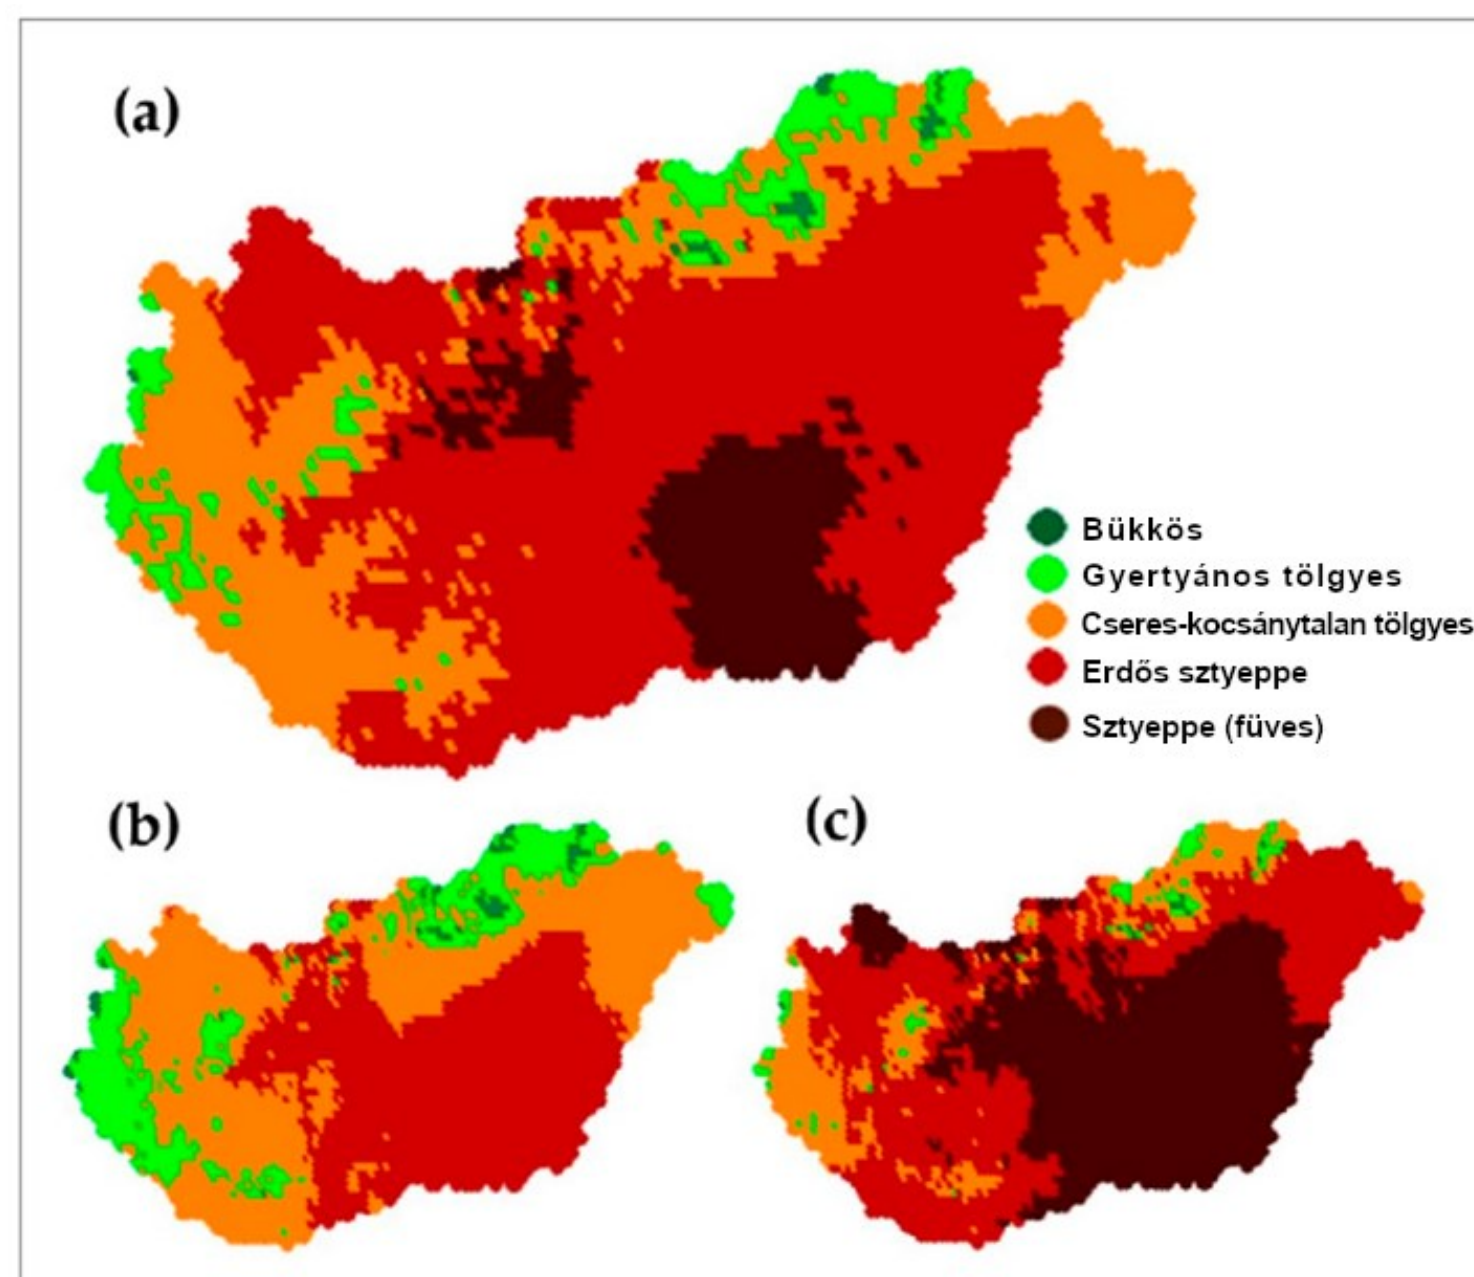 (a)
Bükkös
Gyertyános tölgyes
Cseres-kocsánytalan tölgyes
Erdős sztyeppe
Sztyeppe (füves)
(b)
(c)